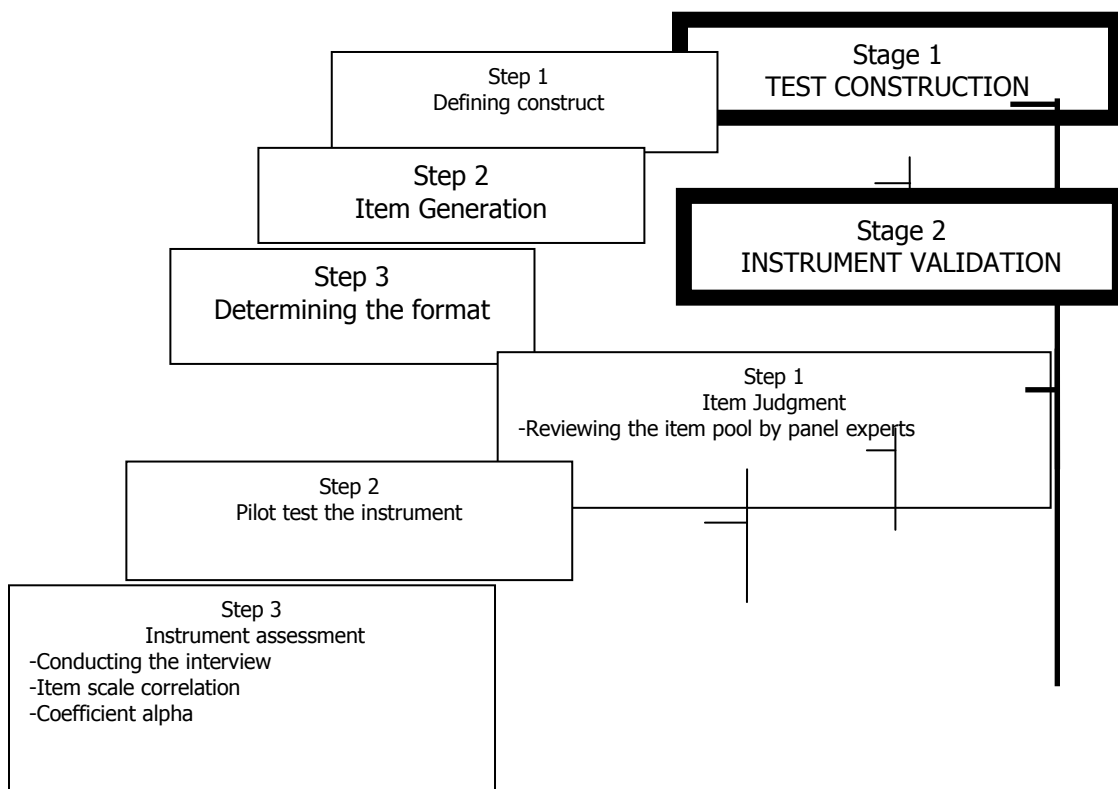 Stage 1
TEST CONSTRUCTION
Step 1
Defining construct
Step 2
Item Generation
Step 3
Determining the format
Stage 2
INSTRUMENT VALIDATION
Step 1
Item Judgment
-Reviewing the item pool by panel experts
Step 2
Pilot test the instrument
Step 3
Instrument assessment
-Conducting the interview
-Item scale correlation
-Coefficient alpha